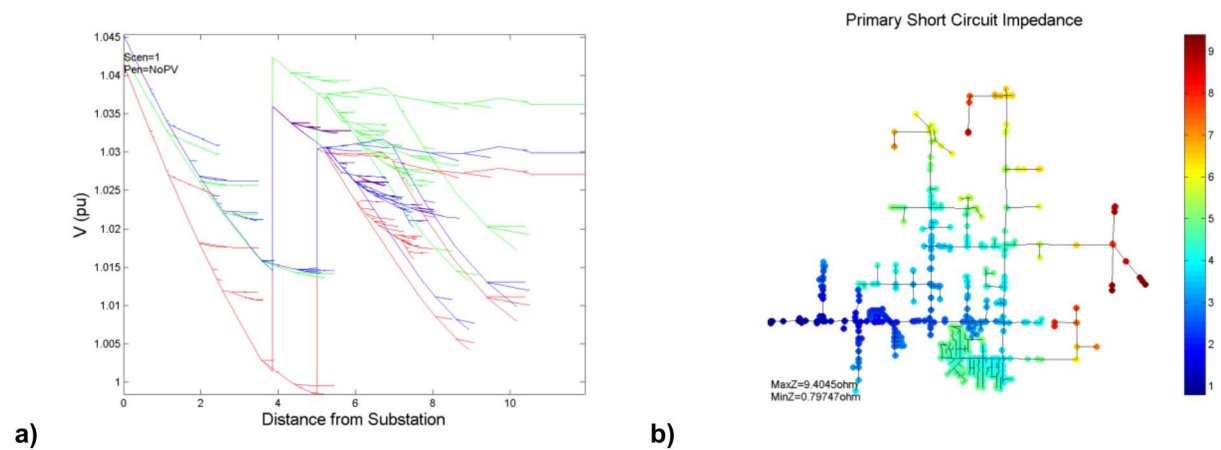 1.045
1.04
1.035
1.03
1.025
1.02
1.015
1.01
1.005
1
V (pu)
Scen=1
Pen=NoPV
0
2
4
6
8
10
Distance from Substation
a)
Primary Short Circuit Impedance
MaxZ=9.4045ohm
MinZ=0.79747ohm
9
8
7
6
5
4
3
2
1
b)